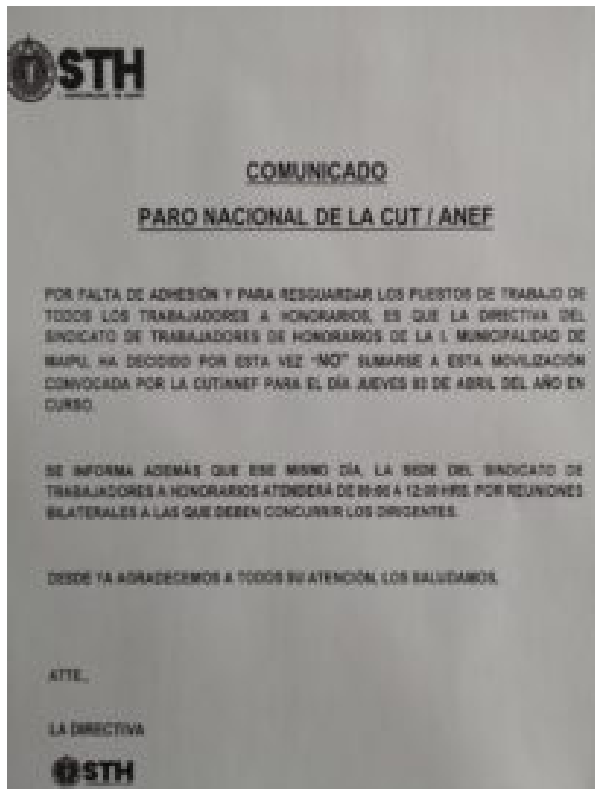 STH
COMUNICADO
PARO NACIONAL DE LA CUT / ANEF
POR FALTA DE ADHESIÓN Y PARA RESGUARDAR LOS PUESTOS DE TRABAJO DE
TODOS LOS TRABAJADORES A HONORARIOS, ES QUE LA DIRECTIVA DEL
SINDICATO DE TRABAJADORES DE HONORARIOS DE LA I. MUNICIPALIDAD DE
MAIPU, HA DECIDIDO POR ESTA VEZ "NO" SUMARSE A ESTA MOVILIZACIÓN
CONVOCADA POR LA CUT/ANEF PARA EL DÍA JUEVES 03 DE ABRIL DEL AÑO EN
CURSO.
SE INFORMA ADEMÁS QUE ESE MISMO DÍA, LA SEDE DEL SINDICATO DE
TRABAJADORES A HONORARIOS ATENDERÁ DE A 12:00 HRS. POR REUNIONES
BILATERALES A LAS QUE DEBEN CONCURRIR LOS DIRIGENTES.
DESDE YA AGRADECEMOS A TODOS SU ATENCIÓN, LOS SALUDAMOS,
ATTE.,
LA DIRECTIVA
STH